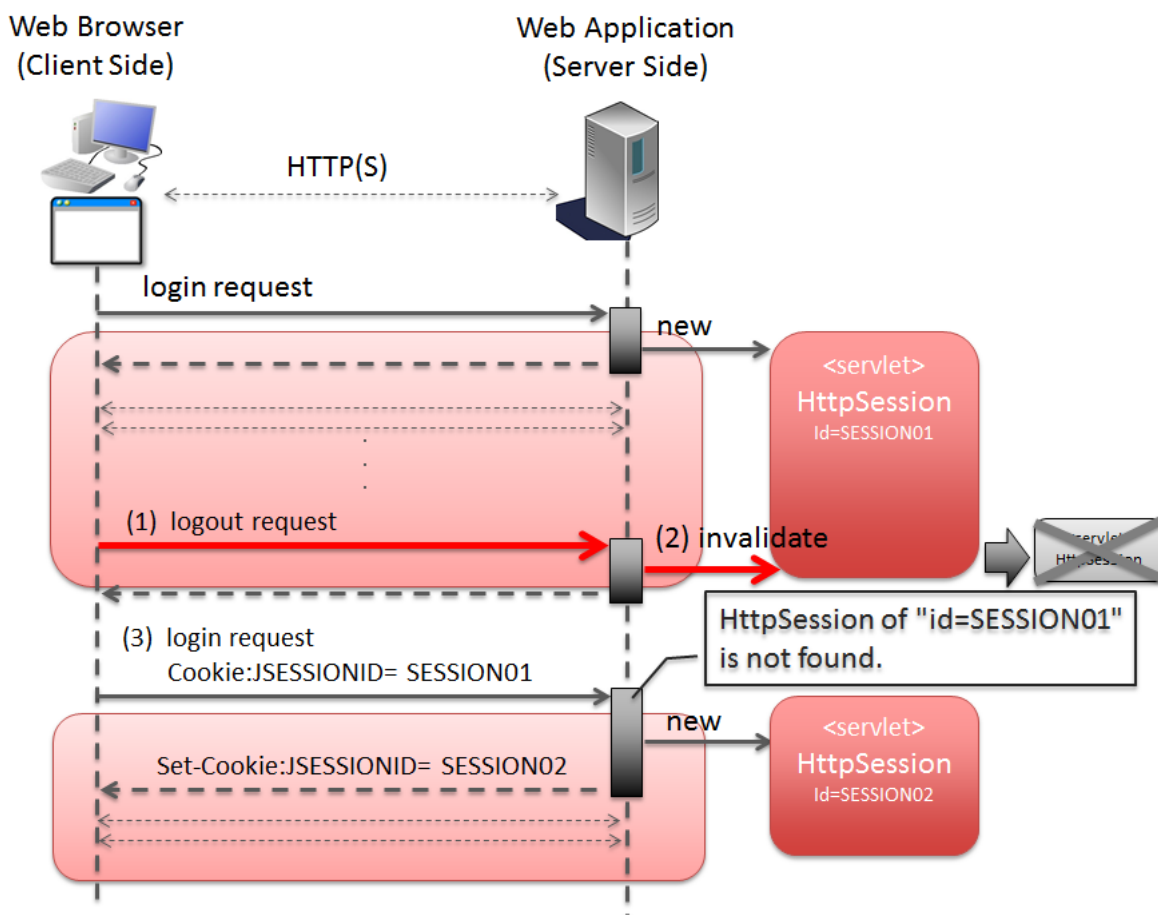 Web Browser
(Client Side)
Web Application
(Server Side)
HTTP(S)
login request
new
<servlet>
HttpSession
Id=SESSION01
(1) logout request
(2) invalidate
<servlet>
HttpSession
HttpSession of "id=SESSION01"
is not found.
(3) login request
Cookie:JSESSIONID= SESSION01
new
<servlet>
HttpSession
Id=SESSION02
Set-Cookie:JSESSIONID= SESSION02